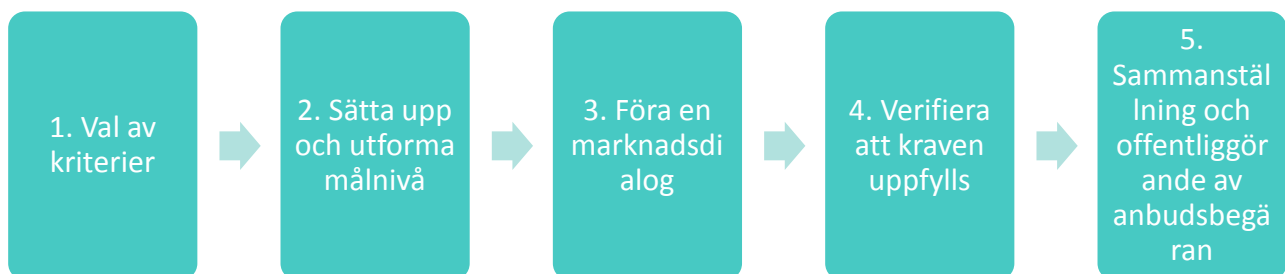 1. Val av
kriterier
2. Sätta upp
och utforma
målnivå
3. Föra en
marknadsdi
alog
4. Verifiera
att kraven
uppfylls
5.
Sammanstäl
lning och
offentliggör
ande av
anbudsbegä
ran